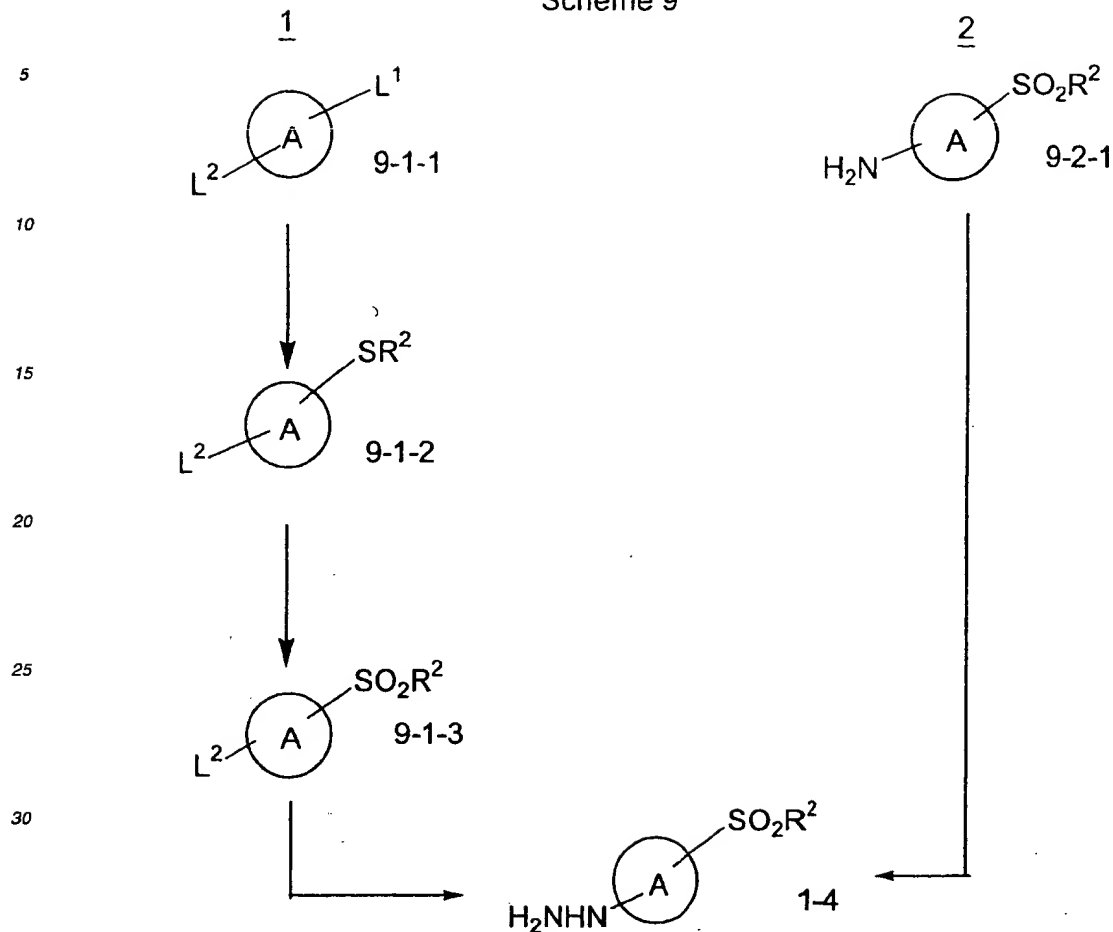 Scheme 9
1
2
5
L¹
A
L²
9-1-1
SO₂R²
A
H₂N
9-2-1
10
SR²
15
A
L²
9-1-2
20
25
SO₂R²
A
L²
9-1-3
30
SO₂R²
A
H₂NHN
1-4